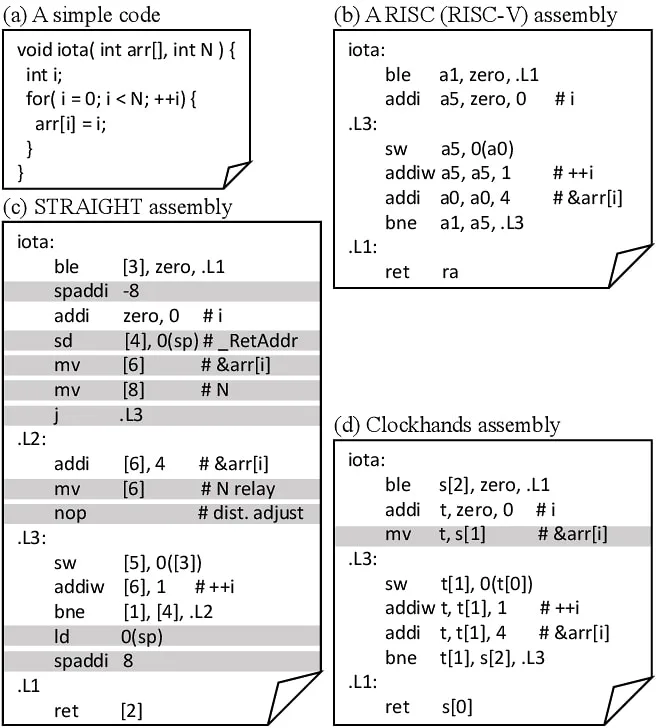 (a) A simple code
void iota( int arr[], int N ) {
int i;
for( i = 0; i < N; ++i) {
arr[i] = i;
}
}
(b) A RISC (RISC-V) assembly
iota:
ble a1, zero, .L1
addi a5, zero, 0 # i
.L3:
sw a5, 0(a0)
addiw a5, a5, 1 # ++i
addi a0, a0, 4 # &arr[i]
bne a1, a5, .L3
.L1:
ret ra
(c) STRAIGHT assembly
iota:
ble [3], zero, .L1
spaddi -8
addi zero, 0 # i
sd [4], 0(sp) # _RetAddr
mv [6] # &arr[i]
mv [8] # N
j .L3
.L2:
addi [6], 4 # &arr[i]
mv [6] # N relay
nop # dist. adjust
.L3:
sw [5], 0([3])
addiw [6], 1 # ++i
bne [1], [4], .L2
ld 0(sp)
spaddi 8
.L1
ret [2]
(d) Clockhands assembly
iota:
ble s[2], zero, .L1
addi t, zero, 0 # i
mv t, s[1] # &arr[i]
.L3:
sw t[1], 0(t[0])
addiw t, t[1], 1 # ++i
addi t, t[1], 4 # &arr[i]
bne t[1], s[2], .L3
.L1:
ret s[0]